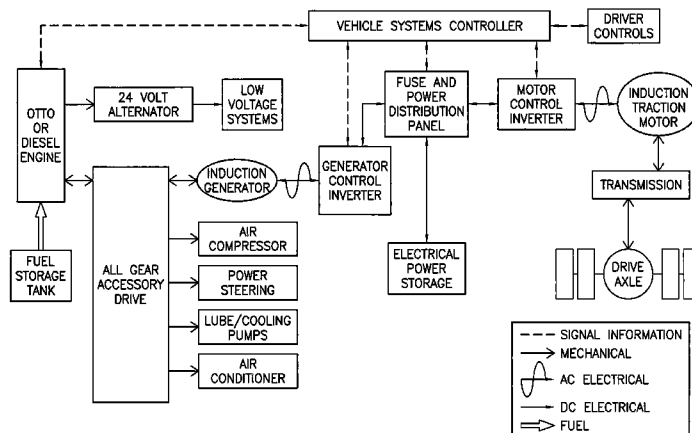 VEHICLE SYSTEMS CONTROLLER
DRIVER
CONTROLS
OTTO
OR
DIESEL
ENGINE
24 VOLT
ALTERNATOR
LOW
VOLTAGE
SYSTEMS
FUSE AND
POWER
DISTRIBUTION
PANEL
MOTOR
CONTROL
INVERTER
INDUCTION
TRACTION
MOTOR
INDUCTION
GENERATOR
GENERATOR
CONTROL
INVERTER
TRANSMISSION
FUEL
STORAGE
TANK
ALL GEAR
ACCESSORY
DRIVE
AIR
COMPRESSOR
POWER
STEERING
LUBE/COOLING
PUMPS
AIR
CONDITIONER
ELECTRICAL
POWER
STORAGE
DRIVE
AXLE
SIGNAL INFORMATION
MECHANICAL
AC ELECTRICAL
DC ELECTRICAL
FUEL